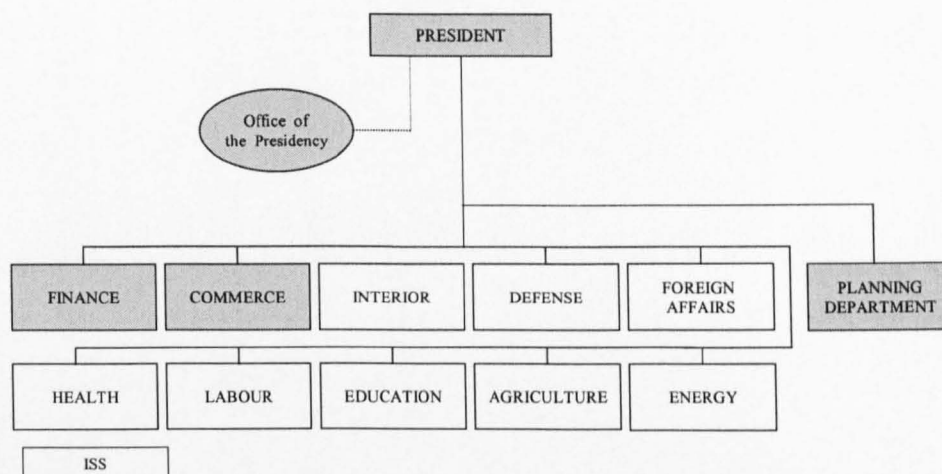 PRESIDENT
Office of
the Presidency
FINANCE
COMMERCE
INTERIOR
DEFENSE
FOREIGN
AFFAIRS
PLANNING
DEPARTMENT
HEALTH
LABOUR
EDUCATION
AGRICULTURE
ENERGY
ISS